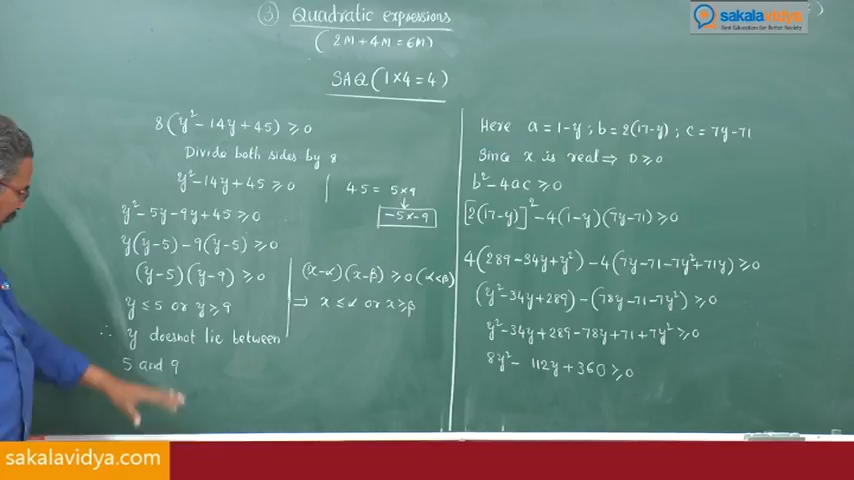 ③ Quadratic expressions
(2M + 4M = 6M)
SAQ (1×4 = 4)
sakalavidya
Best Education for Better Society
8(y² − 14y + 45) ≥ 0
Divide both sides by 8
y² − 14y + 45 ≥ 0
45 = 5×9
−5×−9
y² − 5y − 9y + 45 ≥ 0
y(y−5) − 9(y−5) ≥ 0
(y−5)(y−9) ≥ 0
(x−α)(x−β) ≥ 0 (α<β)
y ≤ 5 or y ≥ 9
⇒ x ≤ α or x ≥ β
∴ y doesnot lie between
5 and 9
Here a = 1−y ; b = 2(17−y) ; c = 7y−71
Since x is real ⇒ D ≥ 0
b² − 4ac ≥ 0
[2(17−y)]² − 4(1−y)(7y−71) ≥ 0
4(289 − 34y + y²) − 4(7y − 71 − 7y² + 71y) ≥ 0
(y² − 34y + 289) − (78y − 71 − 7y²) ≥ 0
y² − 34y + 289 − 78y + 71 + 7y² ≥ 0
8y² − 112y + 360 ≥ 0
sakalavidya.com